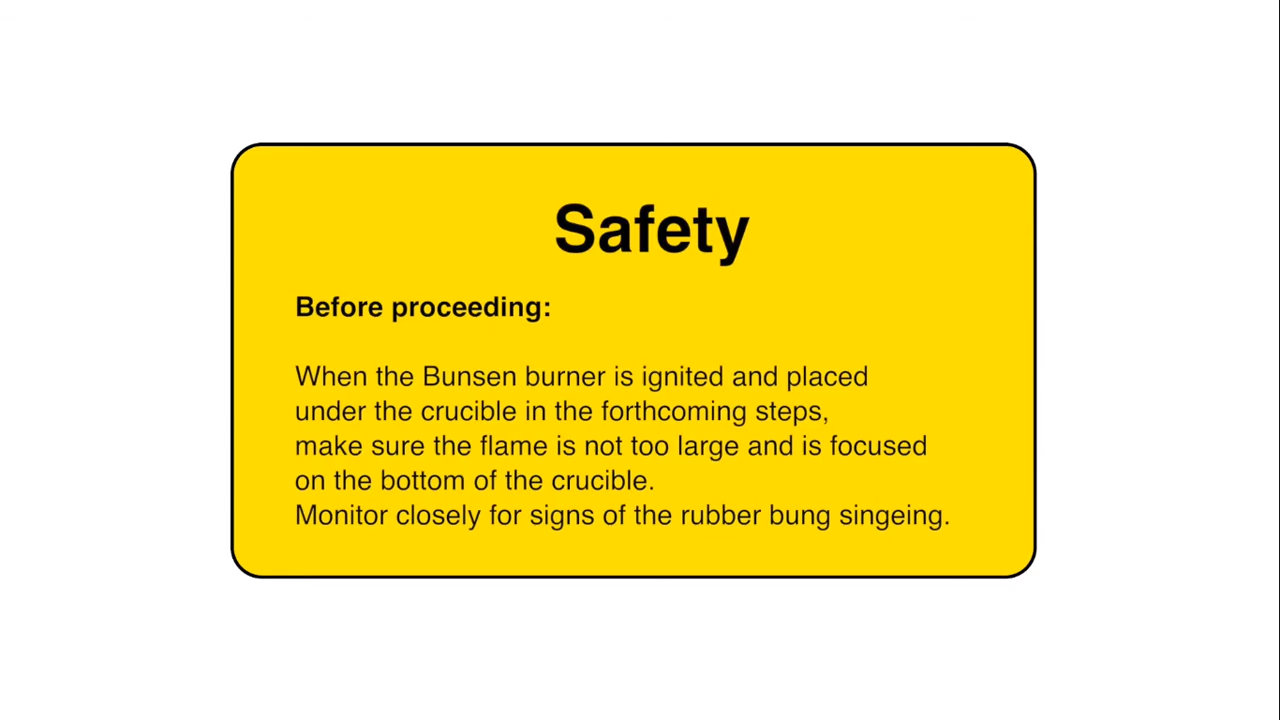 Safety
Before proceeding:
When the Bunsen burner is ignited and placed
under the crucible in the forthcoming steps,
make sure the flame is not too large and is focused
on the bottom of the crucible.
Monitor closely for signs of the rubber bung singeing.